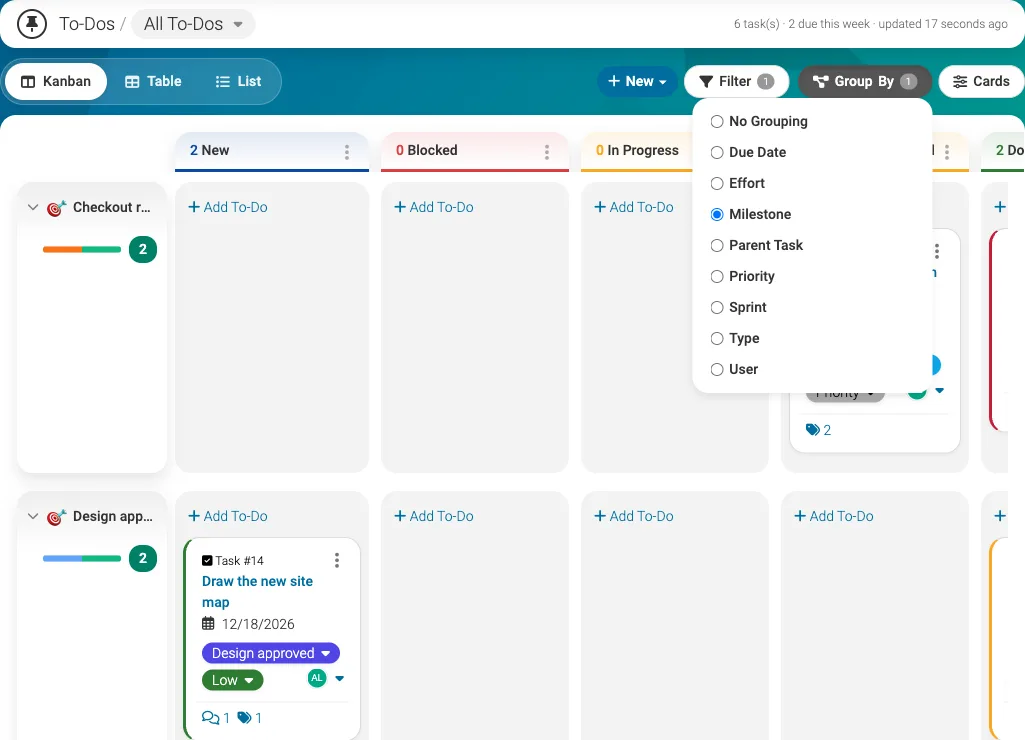 To-Dos / All To-Dos
6 task(s) · 2 due this week · updated 17 seconds ago
Kanban Table List
+ New Filter 1 Group By 1 Cards
No Grouping
Due Date
Effort
Milestone
Parent Task
Priority
Sprint
Type
User
2 New 0 Blocked 0 In Progress 2 Do
Checkout r...
2
+ Add To-Do + Add To-Do + Add To-Do +
Priority
2
Design app...
2
+ Add To-Do + Add To-Do + Add To-Do + Add To-Do +
Task #14
Draw the new site
map
12/18/2026
Design approved
Low AL
1 1